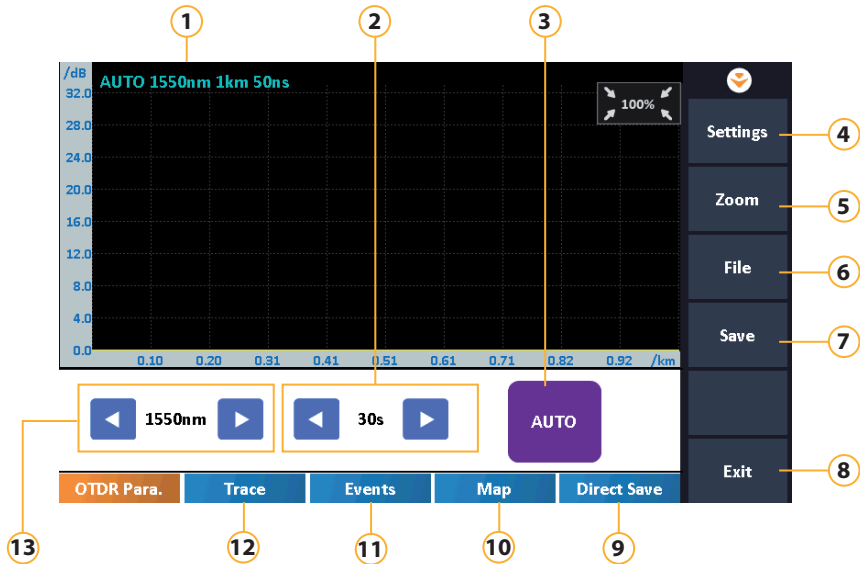 1
2
3
/dB
AUTO 1550nm 1km 50ns
100%
32.0
28.0
24.0
20.0
16.0
12.0
8.0
4.0
0.0
0.10 0.20 0.31 0.41 0.51 0.61 0.71 0.82 0.92 /km
Settings
4
Zoom
5
File
6
Save
7
Exit
8
1550nm
30s
AUTO
OTDR Para.
Trace
Events
Map
Direct Save
13
12
11
10
9